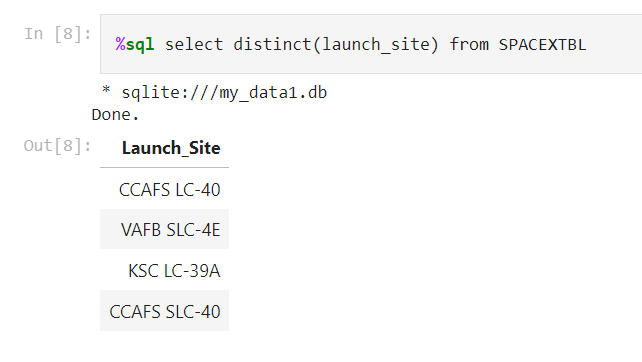 In [8]: %sql select distinct(launch_site) from SPACEXTBL
* sqlite:///my_data1.db
Done.
Out[8]: Launch_Site
CCAFS LC-40
VAFB SLC-4E
KSC LC-39A
CCAFS SLC-40